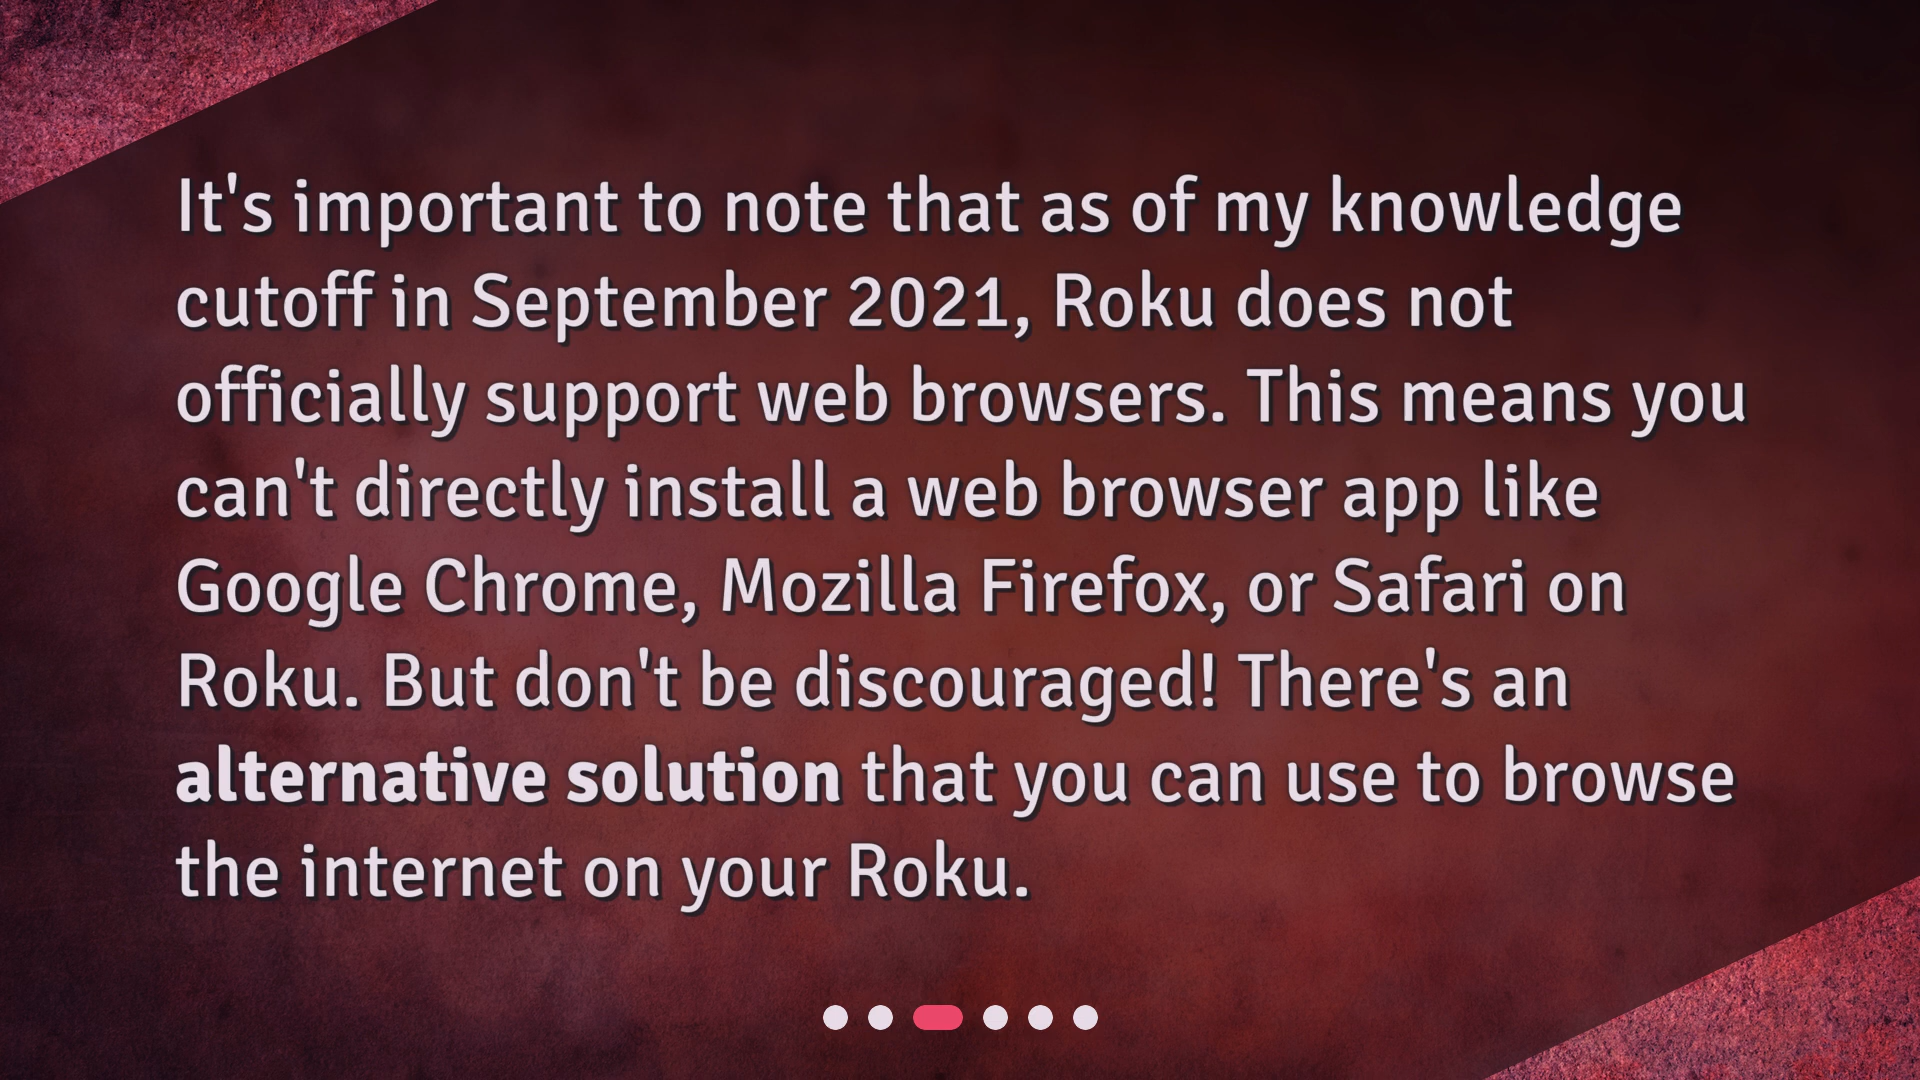 It's important to note that as of my knowledge
cutoff in September 2021, Roku does not
officially support web browsers. This means you
can't directly install a web browser app like
Google Chrome, Mozilla Firefox, or Safari on
Roku. But don't be discouraged! There's an
alternative solution that you can use to browse
the internet on your Roku.